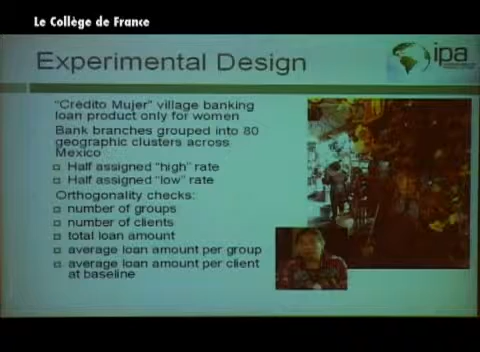 Le Collège de France
Experimental Design
ipa
"Crédito Mujer" village banking
loan product only for women
Bank branches grouped into 80
geographic clusters across
Mexico
Half assigned "high" rate
Half assigned "low" rate
Orthogonality checks:
number of groups
number of clients
total loan amount
average loan amount per group
average loan amount per client
at baseline